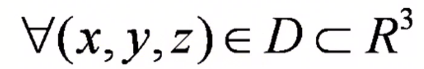 ∀(x, y, z) ∈ D ⊂ R³